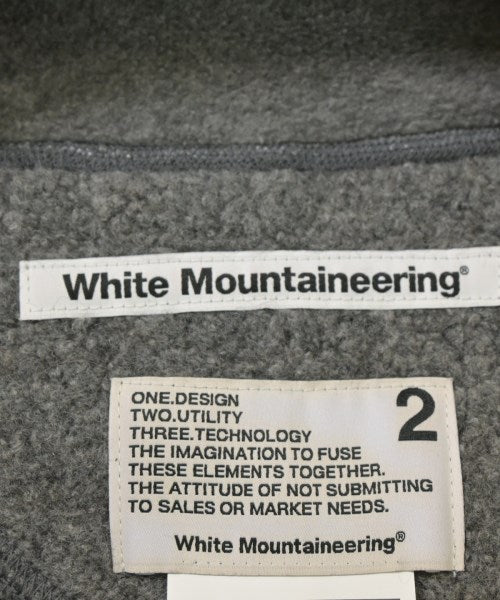 White Mountaineering®
2
ONE.DESIGN
TWO.UTILITY
THREE.TECHNOLOGY
THE IMAGINATION TO FUSE
THESE ELEMENTS TOGETHER.
THE ATTITUDE OF NOT SUBMITTING
TO SALES OR MARKET NEEDS.
White Mountaineering®